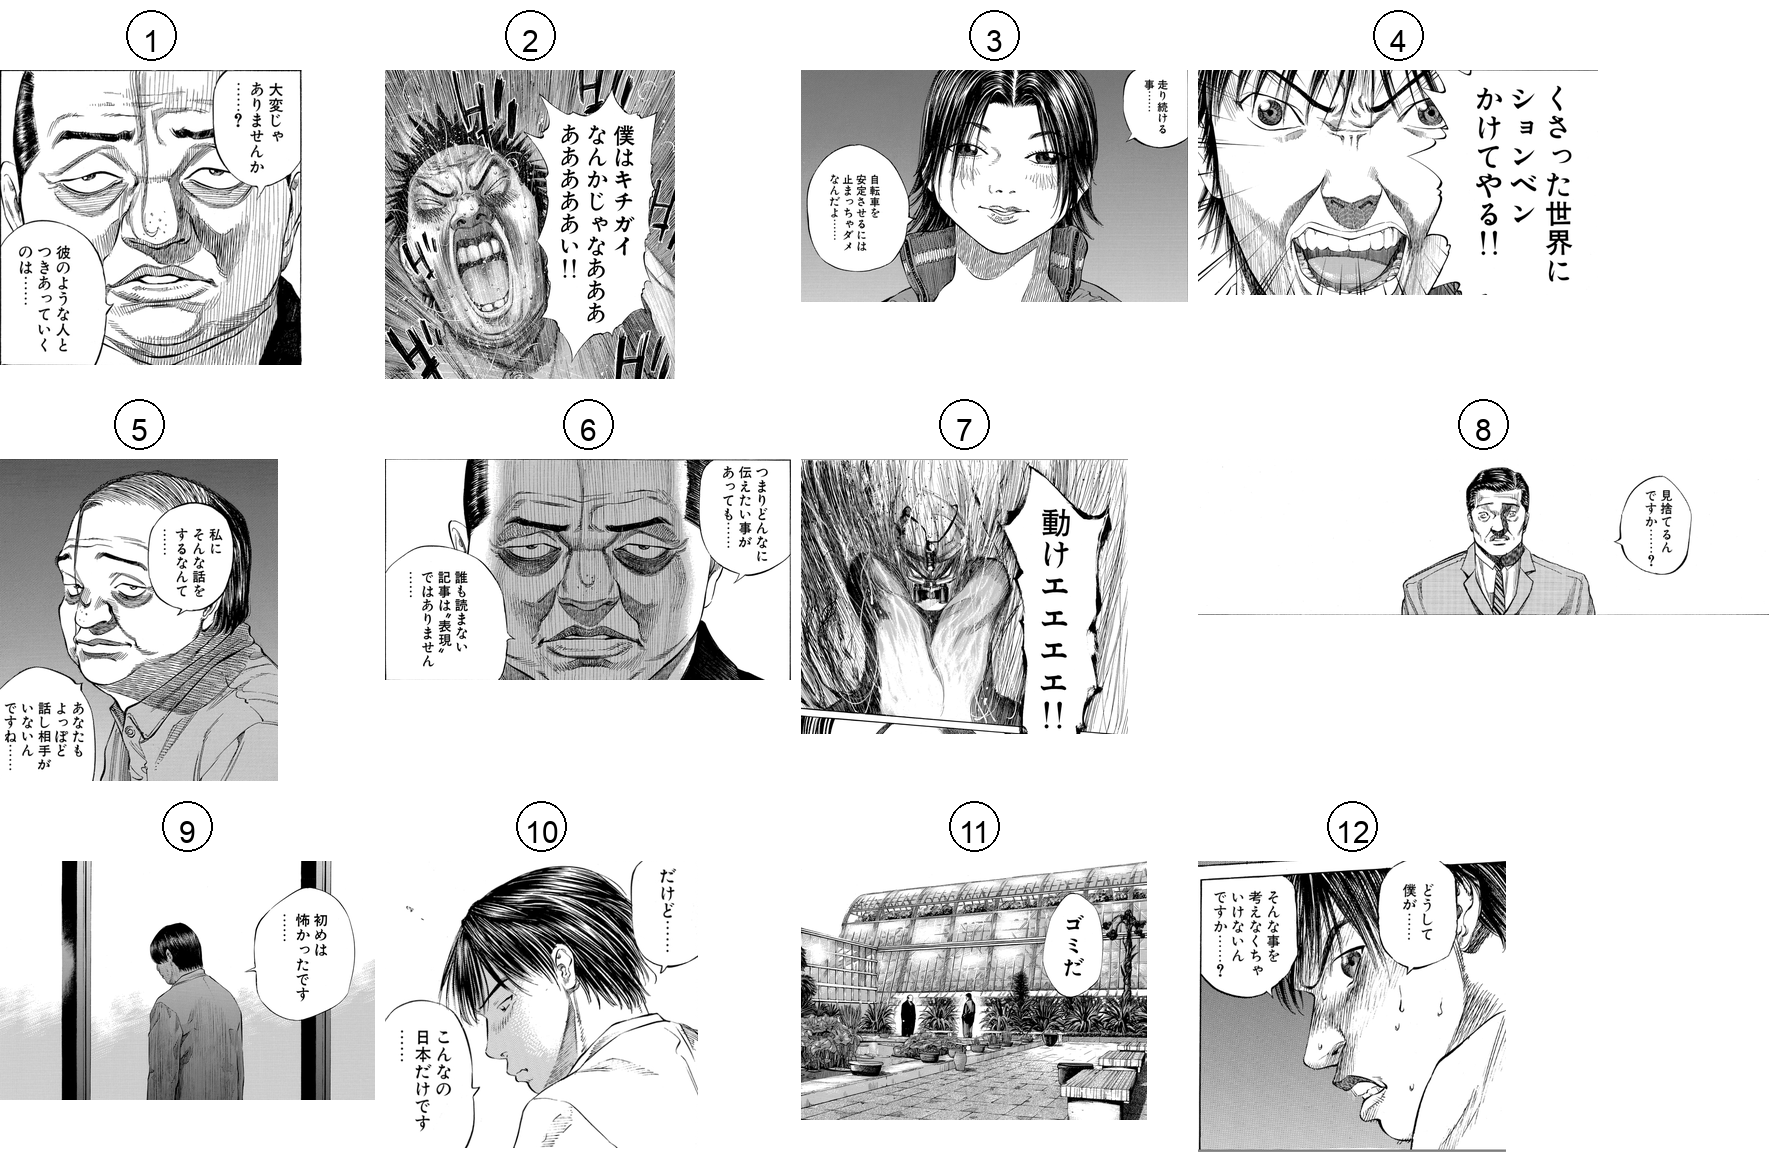 1
大変じゃ
ありませんか
……?
彼のような人と
つきあっていく
のは……
2
僕はキチガイ
なんかじゃなあああ
ああああああい!!
3
走り続ける
事……
自転車を
安定させるには
止まっちゃダメ
なんだよ……
4
くさった世界に
ションベン
かけてやる!!
5
私に
そんな話を
するなんて
……
あなたも
よっぽど
話し相手が
いないん
ですね……
6
つまりどんなに
伝えたい事が
あっても……
誰も読まない
記事は〝表現〟
ではありません
……
7
動けエエエエ!!
8
見捨てるん
ですか……?
9
初めは
怖かったです
……
10
だけど……
こんなの
日本だけです
……
11
ゴミだ
12
どうして
僕が……
そんな事を
考えなくちゃ
いけないん
ですか……?